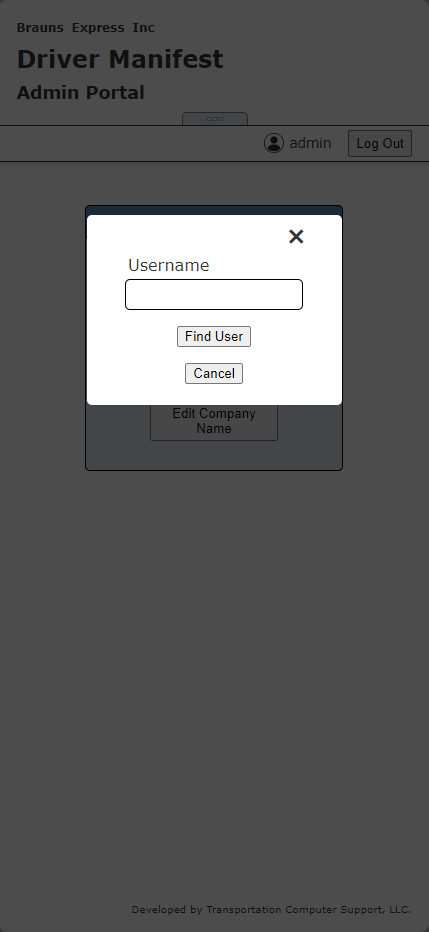 Brauns Express Inc
Driver Manifest
Admin Portal
admin
Log Out
Username
Find User
Cancel
Edit Company
Name
Developed by Transportation Computer Support, LLC.